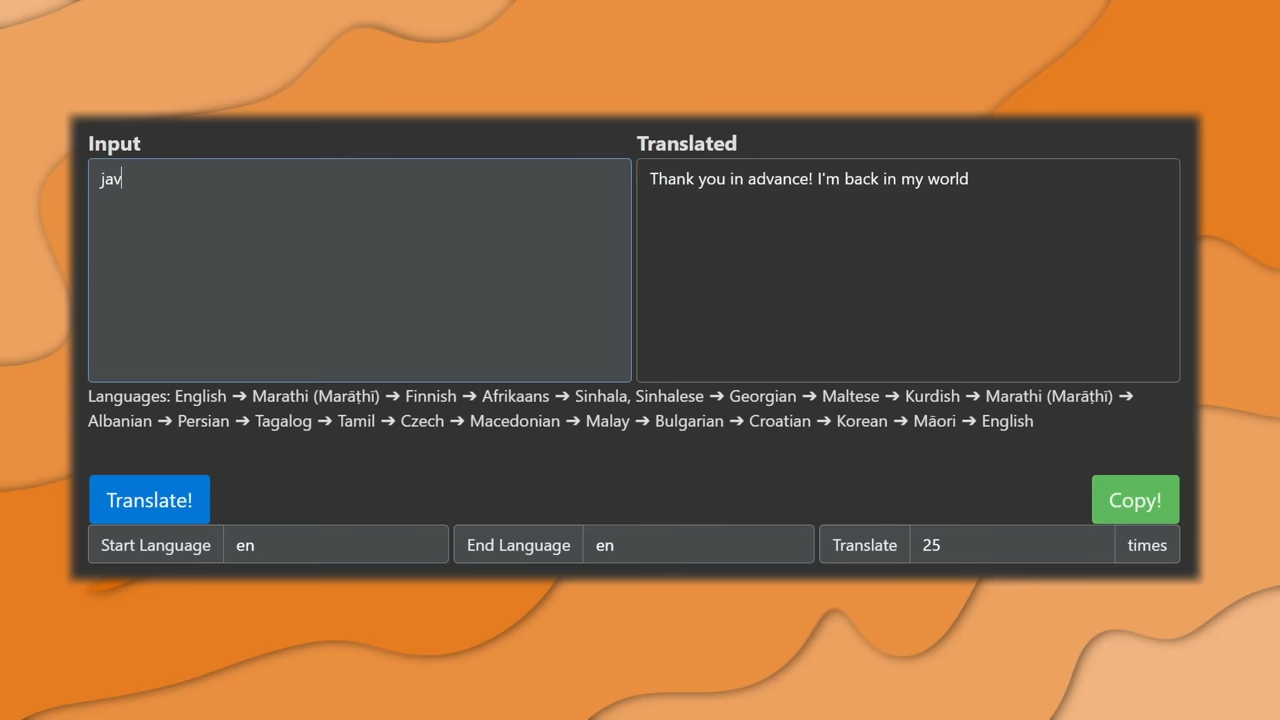 Input
Translated
jav
Thank you in advance! I'm back in my world
Languages: English ➔ Marathi (Marāṭhī) ➔ Finnish ➔ Afrikaans ➔ Sinhala, Sinhalese ➔ Georgian ➔ Maltese ➔ Kurdish ➔ Marathi (Marāṭhī) ➔
Albanian ➔ Persian ➔ Tagalog ➔ Tamil ➔ Czech ➔ Macedonian ➔ Malay ➔ Bulgarian ➔ Croatian ➔ Korean ➔ Māori ➔ English
Translate!
Copy!
Start Language en End Language en Translate 25 times